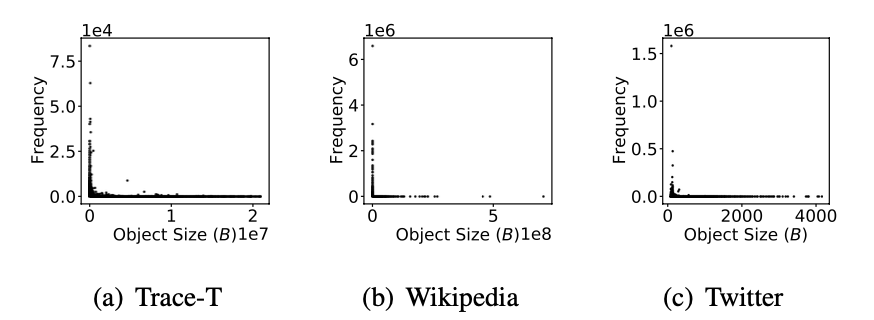 1e4
Frequency
7.5
5.0
2.5
0.0
0 1 2
Object Size (B)1e7
(a) Trace-T
1e6
Frequency
6
4
2
0
0 5
Object Size (B)1e8
(b) Wikipedia
1e6
Frequency
1.5
1.0
0.5
0.0
0 2000 4000
Object Size (B)
(c) Twitter